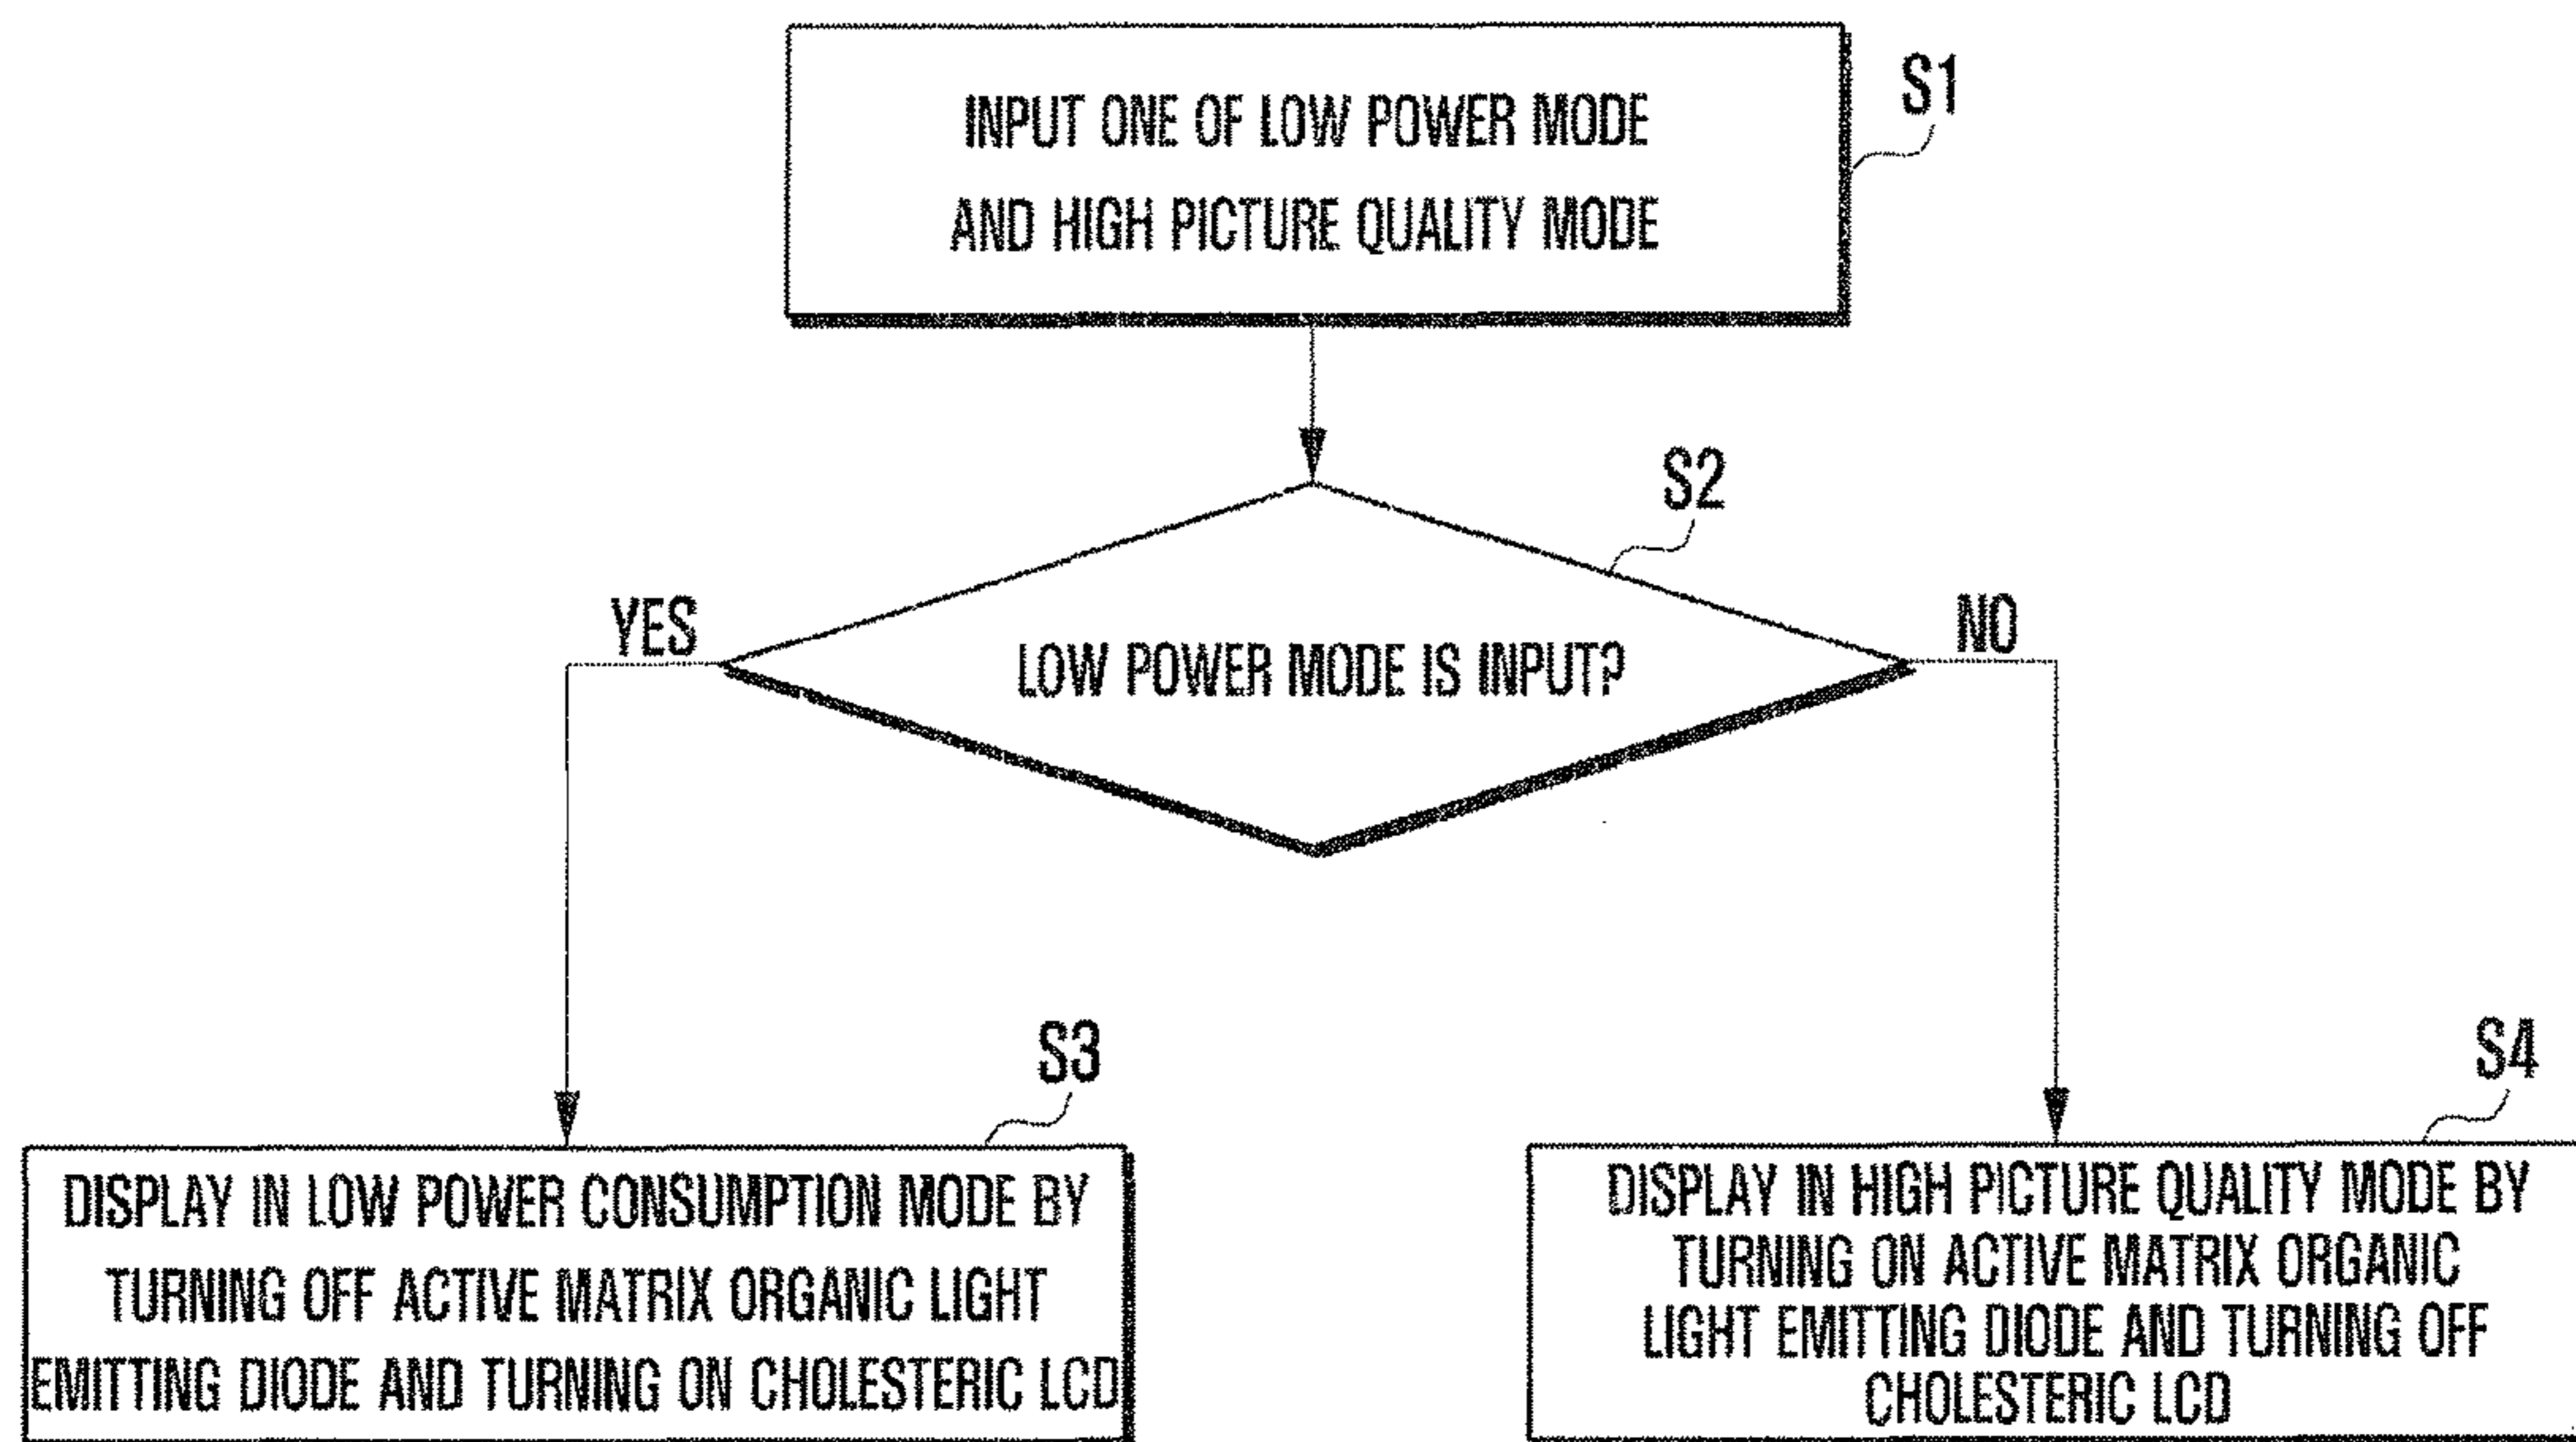 INPUT ONE OF LOW POWER MODE
AND HIGH PICTURE QUALITY MODE
S1
S2
YES
NO
LOW POWER MODE IS INPUT?
S3
S4
DISPLAY IN LOW POWER CONSUMPTION MODE BY
TURNING OFF ACTIVE MATRIX ORGANIC LIGHT
EMITTING DIODE AND TURNING ON CHOLESTERIC LCD
DISPLAY IN HIGH PICTURE QUALITY MODE BY
TURNING ON ACTIVE MATRIX ORGANIC
LIGHT EMITTING DIODE AND TURNING OFF
CHOLESTERIC LCD